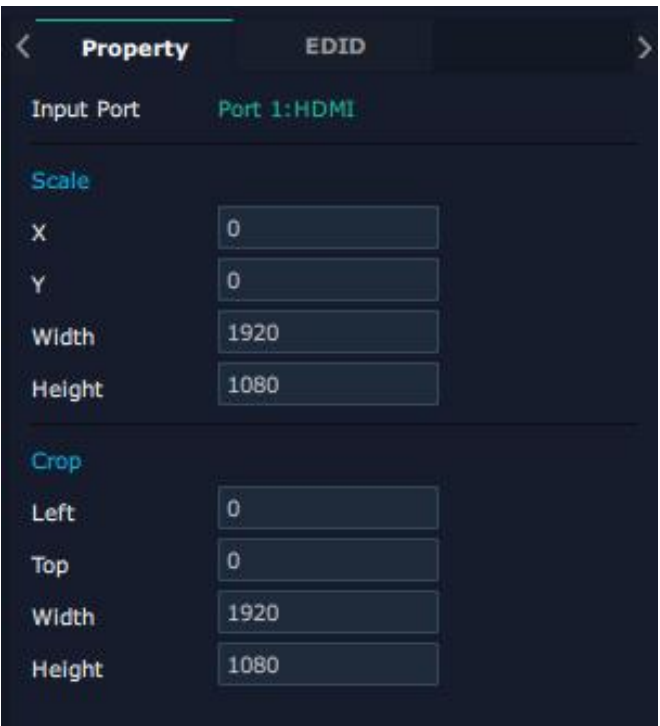 Property EDID
Input Port Port 1:HDMI
Scale
X 0
Y 0
Width 1920
Height 1080
Crop
Left 0
Top 0
Width 1920
Height 1080